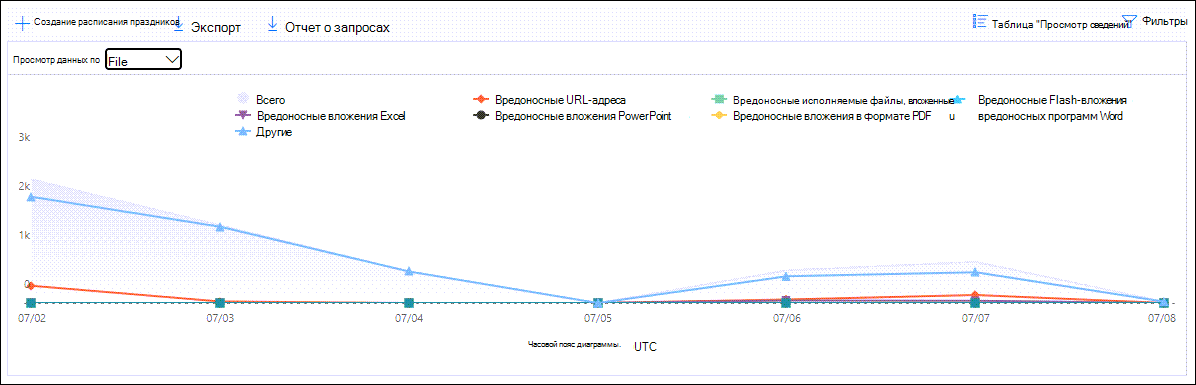 Создание расписания праздников
Экспорт
Отчет о запросах
Таблица "Просмотр сведений"
Фильтры
Просмотр данных по
File
Всего
Вредоносные URL-адреса
Вредоносные исполняемые файлы, вложенные
Вредоносные Flash-вложения
Вредоносные вложения Excel
Вредоносные вложения PowerPoint
Вредоносные вложения в формате PDF
и
вредоносных программ Word
Другие
3k
2k
1k
0
07/02 07/03 07/04 07/05 07/06 07/07 07/08
Часовой пояс диаграммы. UTC